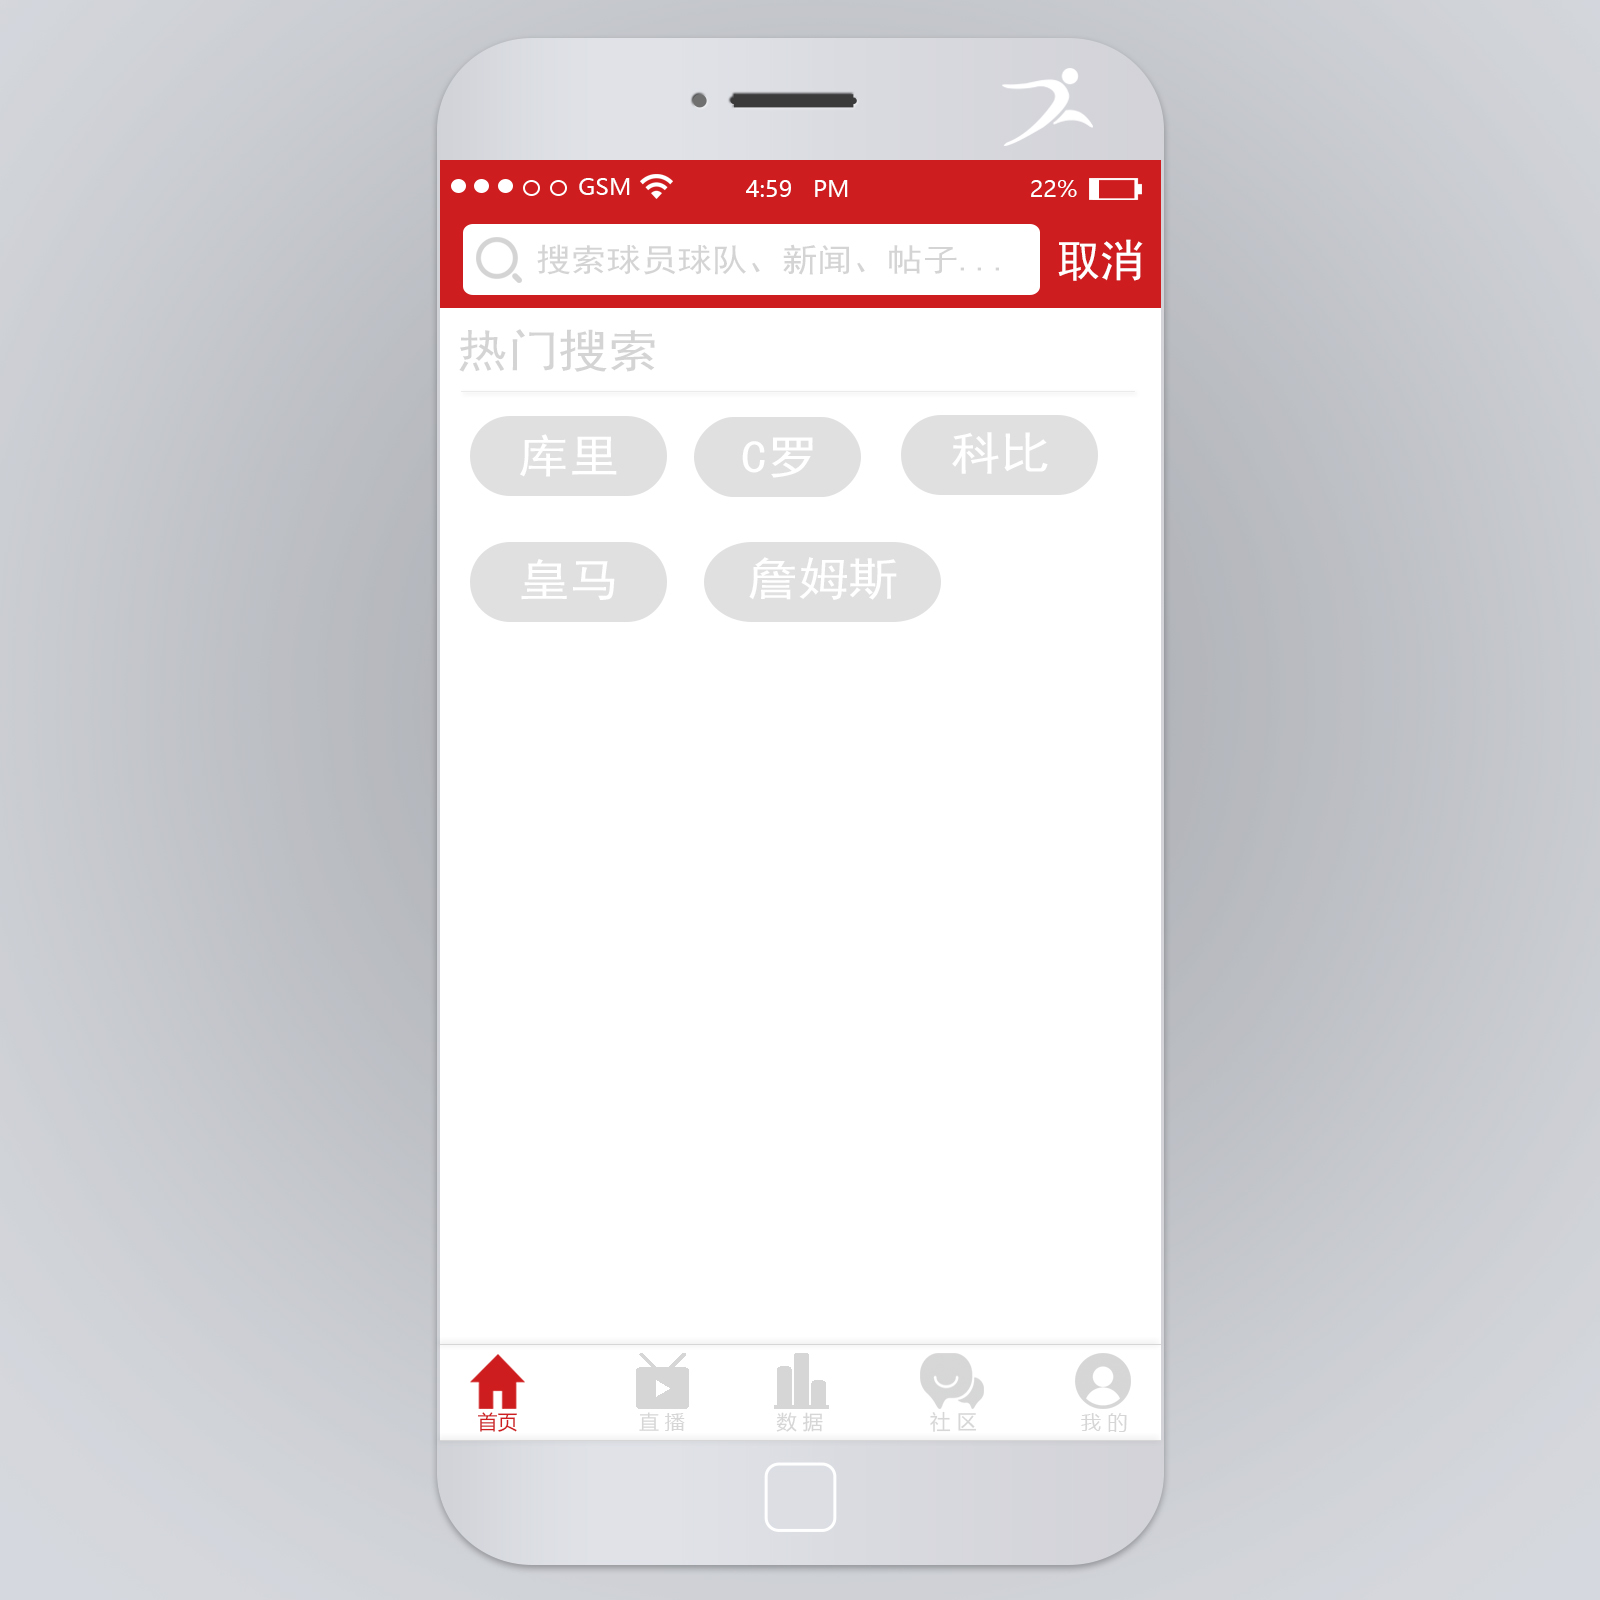 GSM 4:59 PM 22%
搜索球员球队、新闻、帖子... 取消
热门搜索
库里 C罗 科比
皇马 詹姆斯
首页 直播 数据 社区 我的